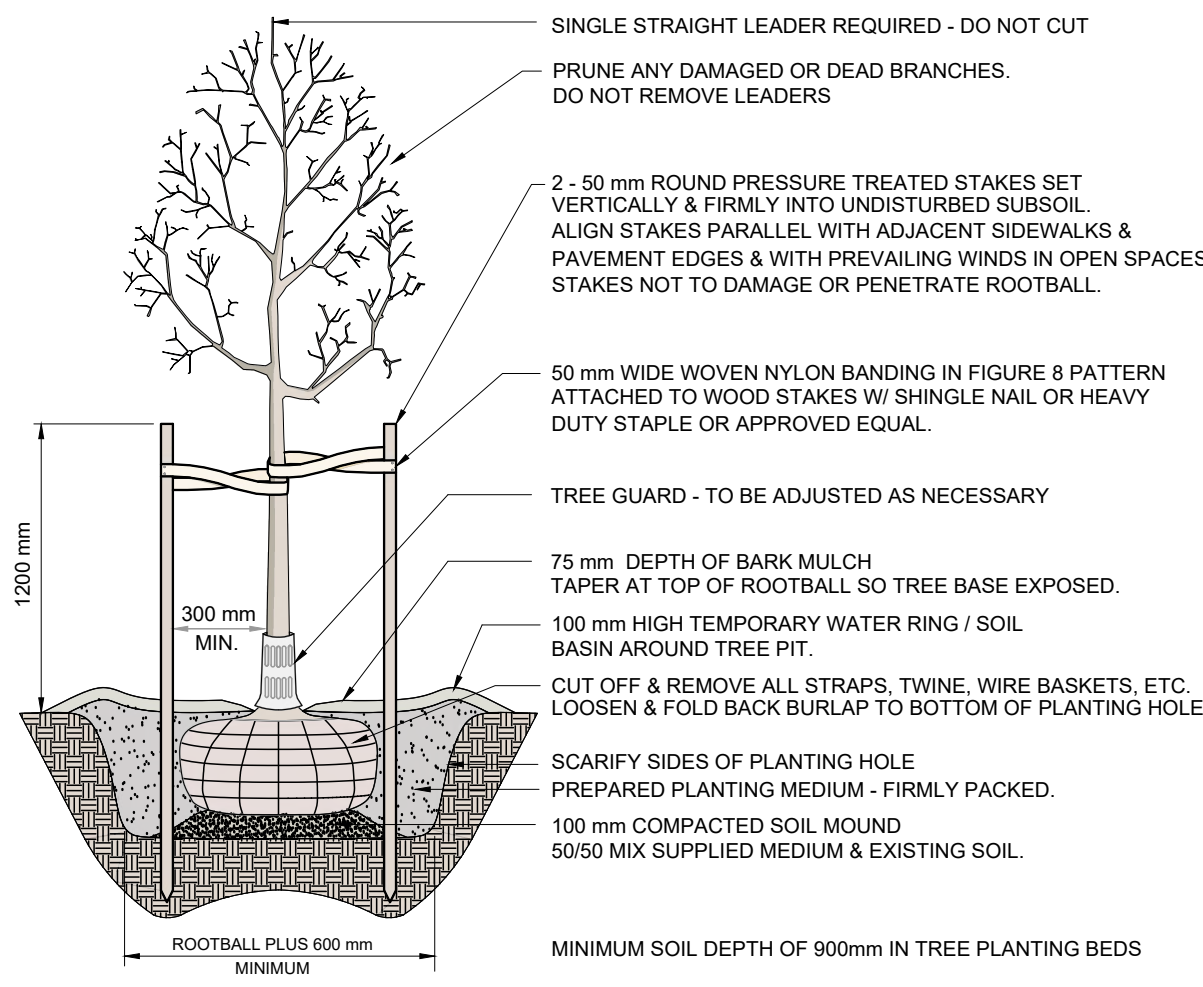 SINGLE STRAIGHT LEADER REQUIRED - DO NOT CUT
PRUNE ANY DAMAGED OR DEAD BRANCHES.
DO NOT REMOVE LEADERS
2 - 50 mm ROUND PRESSURE TREATED STAKES SET
VERTICALLY & FIRMLY INTO UNDISTURBED SUBSOIL.
ALIGN STAKES PARALLEL WITH ADJACENT SIDEWALKS &
PAVEMENT EDGES & WITH PREVAILING WINDS IN OPEN SPACES
STAKES NOT TO DAMAGE OR PENETRATE ROOTBALL.
50 mm WIDE WOVEN NYLON BANDING IN FIGURE 8 PATTERN
ATTACHED TO WOOD STAKES W/ SHINGLE NAIL OR HEAVY
DUTY STAPLE OR APPROVED EQUAL.
TREE GUARD - TO BE ADJUSTED AS NECESSARY
75 mm DEPTH OF BARK MULCH
TAPER AT TOP OF ROOTBALL SO TREE BASE EXPOSED.
100 mm HIGH TEMPORARY WATER RING / SOIL
BASIN AROUND TREE PIT.
CUT OFF & REMOVE ALL STRAPS, TWINE, WIRE BASKETS, ETC.
LOOSEN & FOLD BACK BURLAP TO BOTTOM OF PLANTING HOLE
SCARIFY SIDES OF PLANTING HOLE
PREPARED PLANTING MEDIUM - FIRMLY PACKED.
100 mm COMPACTED SOIL MOUND
50/50 MIX SUPPLIED MEDIUM & EXISTING SOIL.
MINIMUM SOIL DEPTH OF 900mm IN TREE PLANTING BEDS
1200 mm
300 mm
MIN.
ROOTBALL PLUS 600 mm
MINIMUM